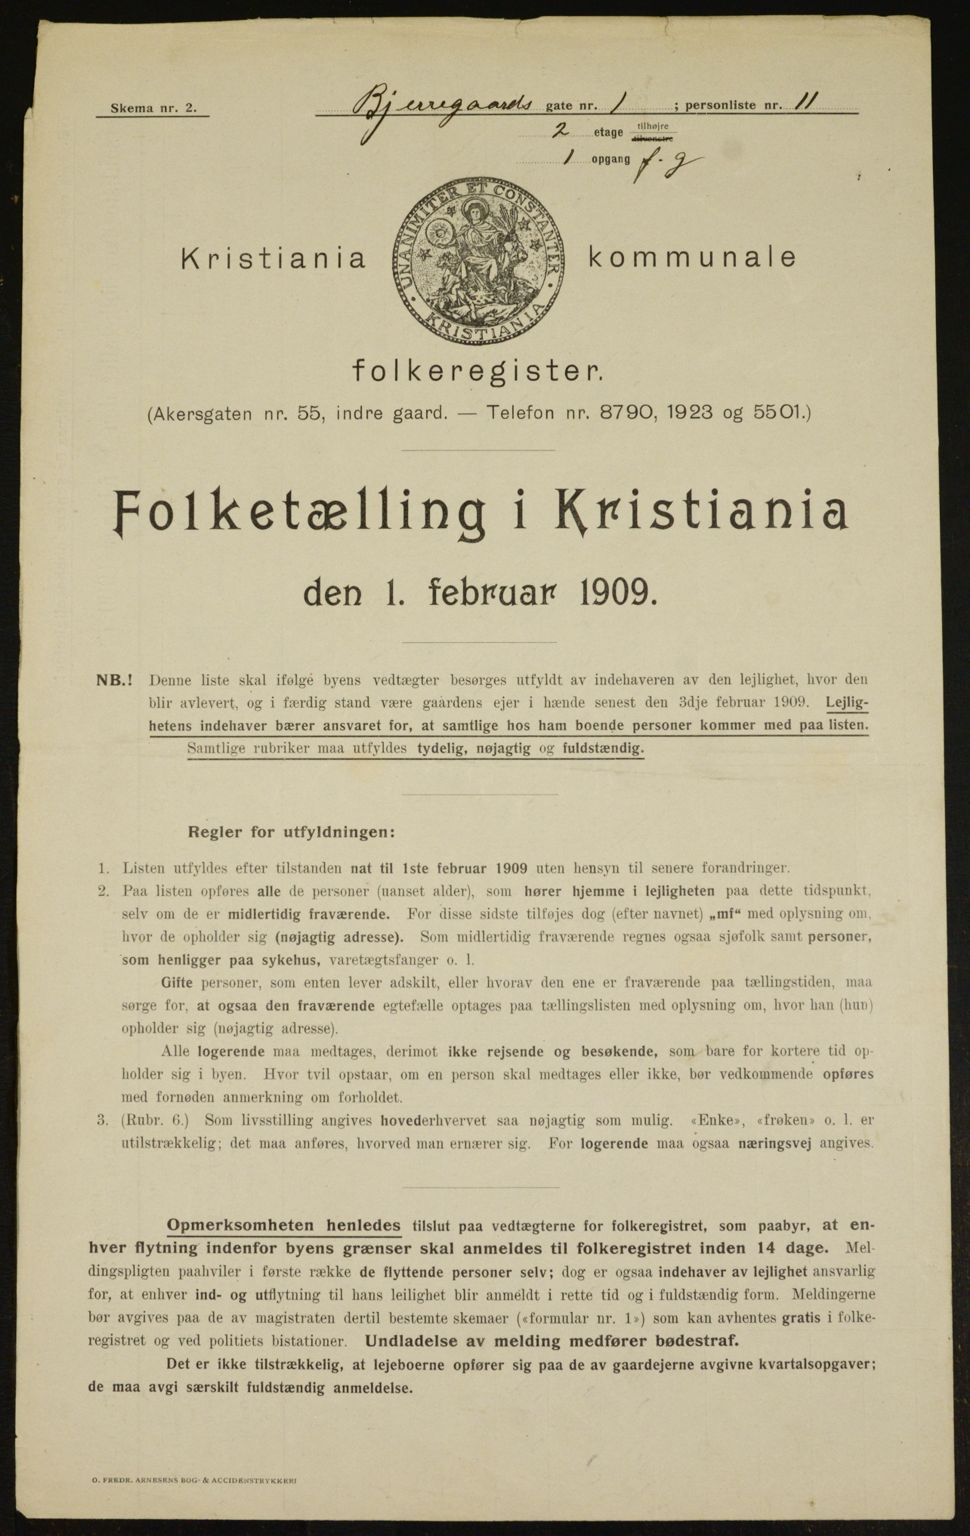 Skema nr. 2.
Bjerregaards gate nr. 1 ; personliste nr. 11
2 etage tilhøjre
tilvenstre
1 opgang f. g
UNANIMITER ET CONSTANTER
KRISTIANIA
Kristiania kommunale
folkeregister.
(Akersgaten nr. 55, indre gaard. — Telefon nr. 8790, 1923 og 5501.)
Folketælling i Kristiania
den 1. februar 1909.
NB.! Denne liste skal ifølge byens vedtægter besørges utfyldt av indehaveren av den lejlighet, hvor den
blir avlevert, og i færdig stand være gaardens ejer i hænde senest den 3dje februar 1909. Lejlig-
hetens indehaver bærer ansvaret for, at samtlige hos ham boende personer kommer med paa listen.
Samtlige rubriker maa utfyldes tydelig, nøjagtig og fuldstændig.
Regler for utfyldningen:
1. Listen utfyldes efter tilstanden nat til 1ste februar 1909 uten hensyn til senere forandringer.
2. Paa listen opføres alle de personer (uanset alder), som hører hjemme i lejligheten paa dette tidspunkt,
selv om de er midlertidig fraværende. For disse sidste tilføjes dog (efter navnet) „mf“ med oplysning om,
hvor de opholder sig (nøjagtig adresse). Som midlertidig fraværende regnes ogsaa sjøfolk samt personer,
som henligger paa sykehus, varetægtsfanger o. l.
Gifte personer, som enten lever adskilt, eller hvorav den ene er fraværende paa tællingstiden, maa
sørge for, at ogsaa den fraværende egtefælle optages paa tællingslisten med oplysning om, hvor han (hun)
opholder sig (nøjagtig adresse).
Alle logerende maa medtages, derimot ikke rejsende og besøkende, som bare for kortere tid op-
holder sig i byen. Hvor tvil opstaar, om en person skal medtages eller ikke, bør vedkommende opføres
med fornøden anmerkning om forholdet.
3. (Rubr. 6.) Som livsstilling angives hovederhvervet saa nøjagtig som mulig. «Enke», «frøken» o. l. er
utilstrækkelig; det maa anføres, hvorved man ernærer sig. For logerende maa ogsaa næringsvej angives.
Opmerksomheten henledes tilslut paa vedtægterne for folkeregistret, som paabyr, at en-
hver flytning indenfor byens grænser skal anmeldes til folkeregistret inden 14 dage. Mel-
dingspligten paahviler i første række de flyttende personer selv; dog er ogsaa indehaver av lejlighet ansvarlig
for, at enhver ind- og utflytning til hans leilighet blir anmeldt i rette tid og i fuldstændig form. Meldingerne
bør avgives paa de av magistraten dertil bestemte skemaer («formular nr. 1») som kan avhentes gratis i folke-
registret og ved politiets bistationer. Undladelse av melding medfører bødestraf.
Det er ikke tilstrækkelig, at lejeboerne opfører sig paa de av gaardejerne avgivne kvartalsopgaver;
de maa avgi særskilt fuldstændig anmeldelse.
O. FREDR. ARNESENS BOG- & ACCIDENSTRYKKERI